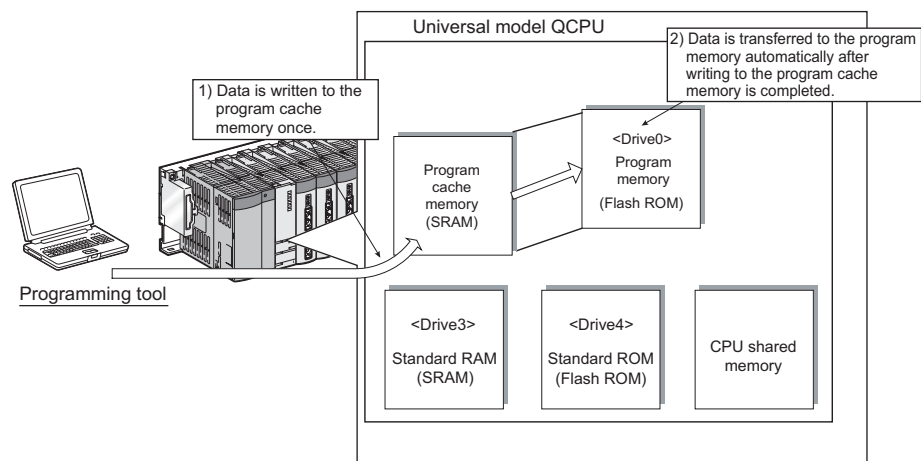 Universal model QCPU
1) Data is written to the
program cache
memory once.
2) Data is transferred to the program
memory automatically after
writing to the program cache
memory is completed.
Program
cache
memory
(SRAM)
<Drive0>
Program
memory
(Flash ROM)
Programming tool
<Drive3>
Standard RAM
(SRAM)
<Drive4>
Standard ROM
(Flash ROM)
CPU shared
memory